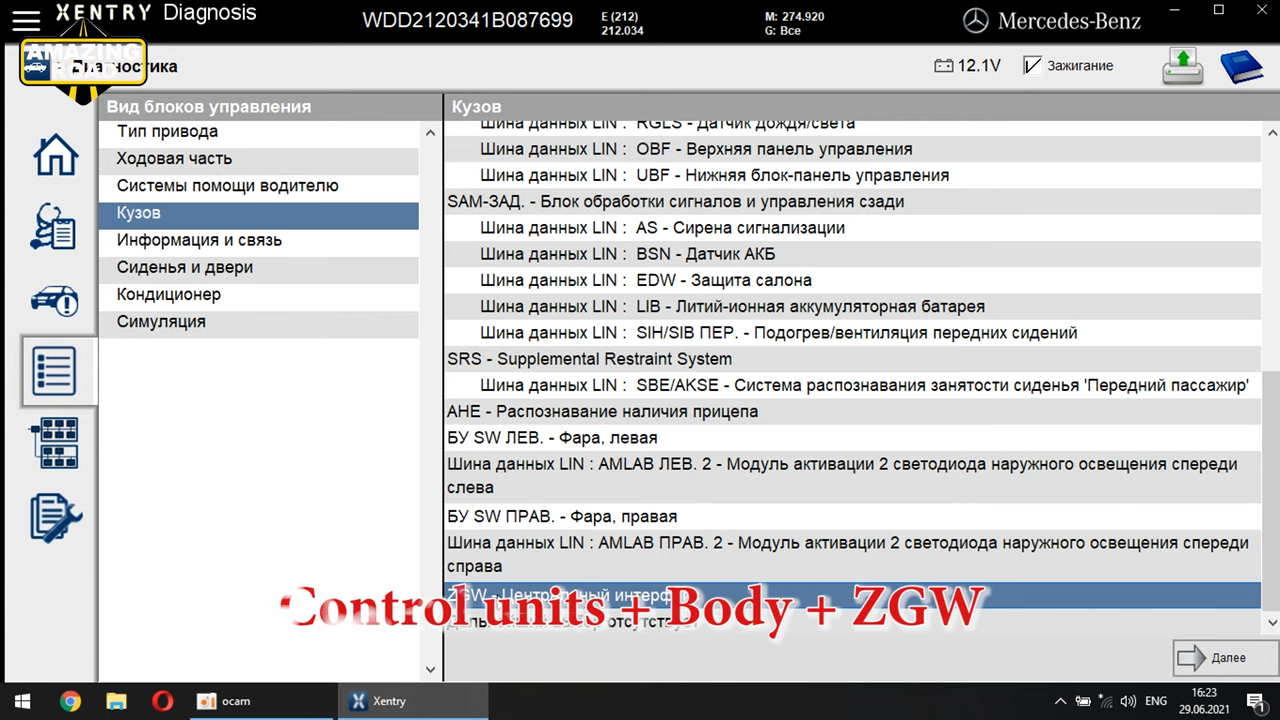 XENTRY Diagnosis
WDD2120341B087699
E (212)
212.034
M: 274.920
G: Все
Mercedes-Benz
AMAZING
ROAD
Диагностика
12.1V
Зажигание
Вид блоков управления
Тип привода
Ходовая часть
Системы помощи водителю
Кузов
Информация и связь
Сиденья и двери
Кондиционер
Симуляция
Кузов
Шина данных LIN : RGLS - Датчик дождя/света
Шина данных LIN : OBF - Верхняя панель управления
Шина данных LIN : UBF - Нижняя блок-панель управления
SAM-ЗАД. - Блок обработки сигналов и управления сзади
Шина данных LIN : AS - Сирена сигнализации
Шина данных LIN : BSN - Датчик АКБ
Шина данных LIN : EDW - Защита салона
Шина данных LIN : LIB - Литий-ионная аккумуляторная батарея
Шина данных LIN : SIH/SIB ПЕР. - Подогрев/вентиляция передних сидений
SRS - Supplemental Restraint System
Шина данных LIN : SBE/AKSE - Система распознавания занятости сиденья 'Передний пассажир'
AHE - Распознавание наличия прицепа
БУ SW ЛЕВ. - Фара, левая
Шина данных LIN : AMLAB ЛЕВ. 2 - Модуль активации 2 светодиода наружного освещения спереди
слева
БУ SW ПРАВ. - Фара, правая
Шина данных LIN : AMLAB ПРАВ. 2 - Модуль активации 2 светодиода наружного освещения спереди
справа
ZGW - Центральный интерф
Control units + Body + ZGW
Далее
ocam
Xentry
ENG
16:23
29.06.2021
1